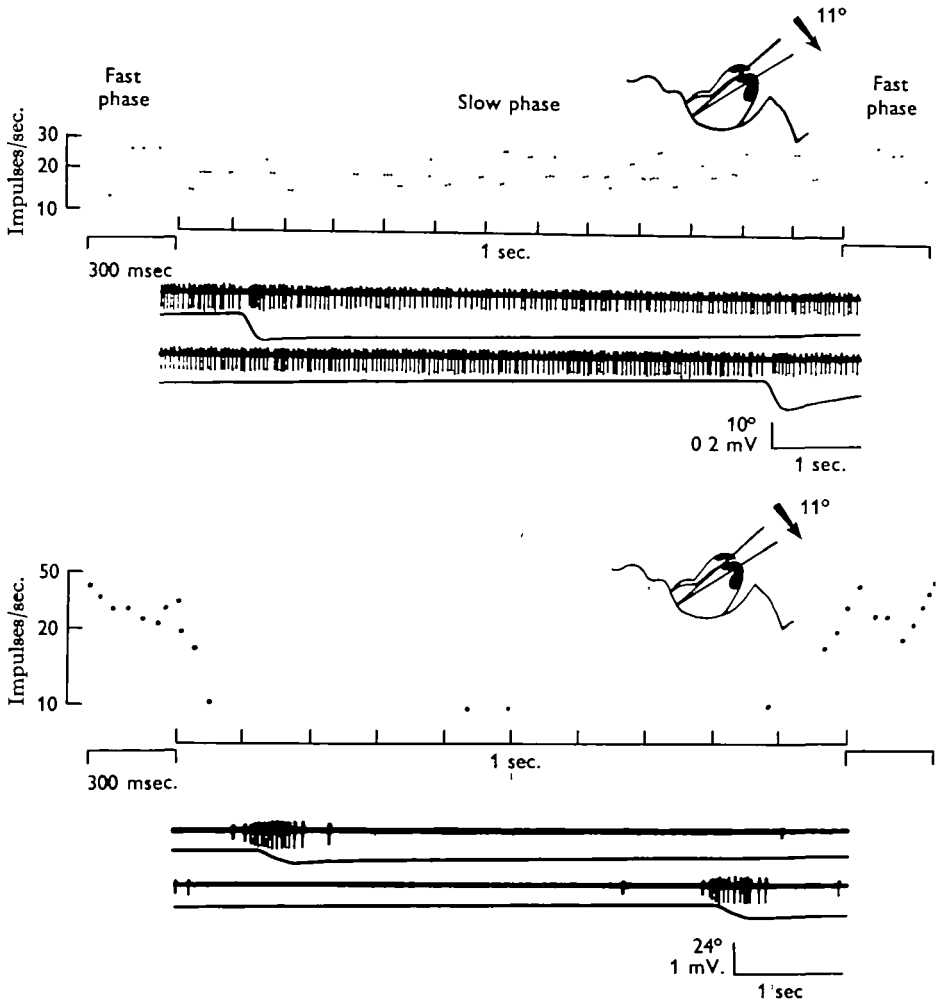 11°
Fast
phase
Slow phase
Fast
phase
Impulses/sec.
30
20
10
1 sec.
300 msec
10°
0 2 mV
1 sec.
11°
Impulses/sec.
50
20
10
1 sec.
300 msec.
24°
1 mV.
1 sec